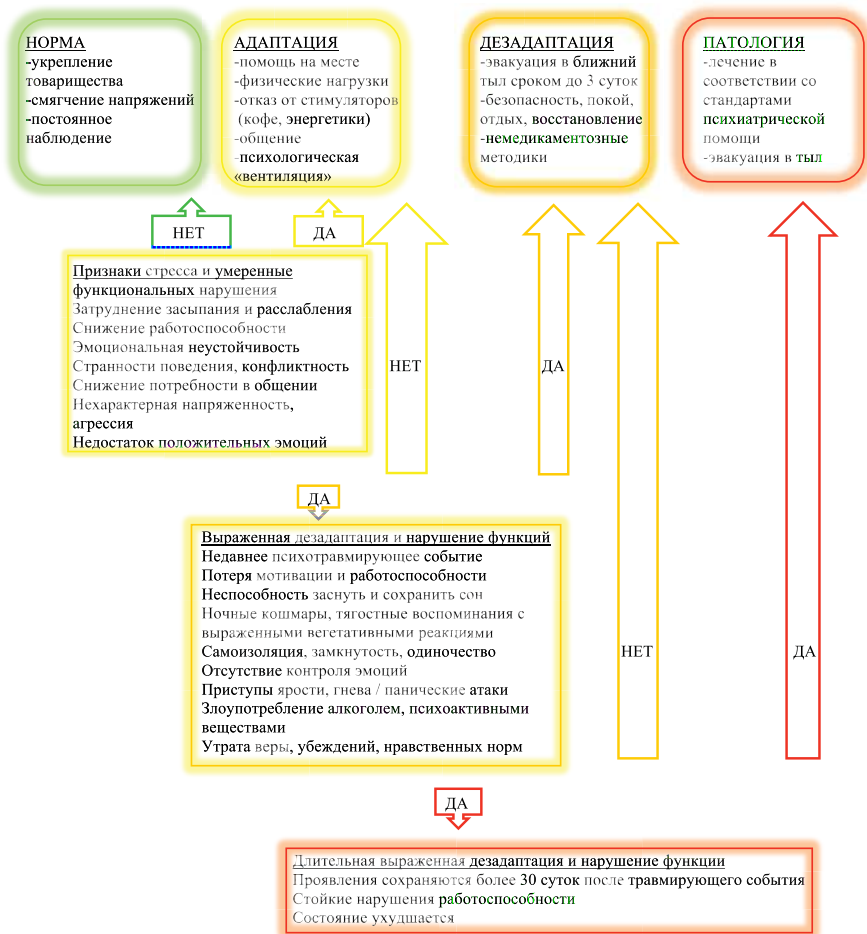 НОРМА
-укрепление
товарищества
-смягчение напряжений
-постоянное
наблюдение
АДАПТАЦИЯ
-помощь на месте
-физические нагрузки
-отказ от стимуляторов
(кофе, энергетики)
-общение
-психологическая
«вентиляция»
ДЕЗАДАПТАЦИЯ
-эвакуация в ближний
тыл сроком до 3 суток
-безопасность, покой,
отдых, восстановление
-немедикаментозные
методики
ПАТОЛОГИЯ
-лечение в
соответствии со
стандартами
психиатрической
помощи
-эвакуация в тыл
НЕТ
ДА
Признаки стресса и умеренные
функциональных нарушения
Затруднение засыпания и расслабления
Снижение работоспособности
Эмоциональная неустойчивость
Странности поведения, конфликтность
Снижение потребности в общении
Нехарактерная напряженность,
агрессия
Недостаток положительных эмоций
НЕТ
ДА
ДА
Выраженная дезадаптация и нарушение функций
Недавнее психотравмирующее событие
Потеря мотивации и работоспособности
Неспособность заснуть и сохранить сон
Ночные кошмары, тягостные воспоминания с
выраженными вегетативными реакциями
Самоизоляция, замкнутость, одиночество
Отсутствие контроля эмоций
Приступы ярости, гнева / панические атаки
Злоупотребление алкоголем, психоактивными
веществами
Утрата веры, убеждений, нравственных норм
НЕТ
ДА
ДА
Длительная выраженная дезадаптация и нарушение функции
Проявления сохраняются более 30 суток после травмирующего события
Стойкие нарушения работоспособности
Состояние ухудшается